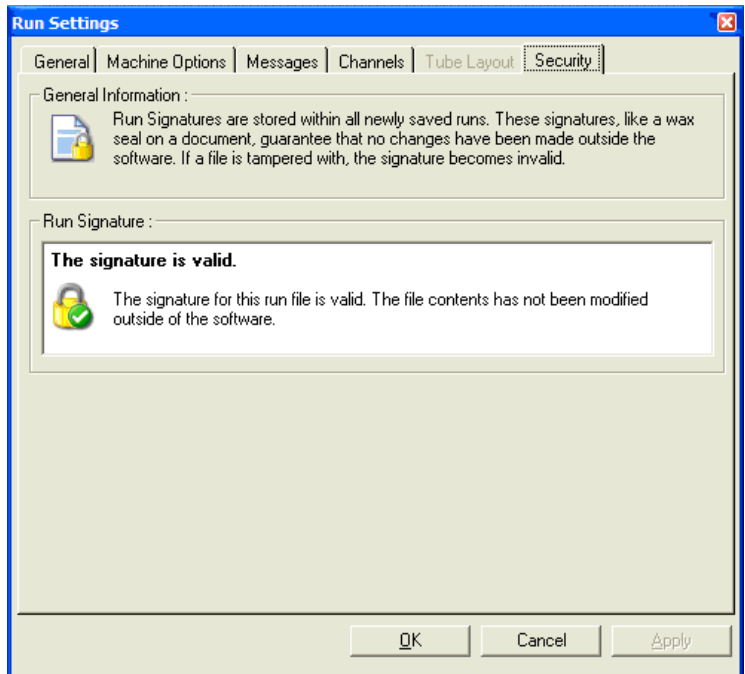 Run Settings
General Machine Options Messages Channels Tube Layout Security
General Information :
Run Signatures are stored within all newly saved runs. These signatures, like a wax
seal on a document, guarantee that no changes have been made outside the
software. If a file is tampered with, the signature becomes invalid.
Run Signature :
The signature is valid.
The signature for this run file is valid. The file contents has not been modified
outside of the software.
OK Cancel Apply